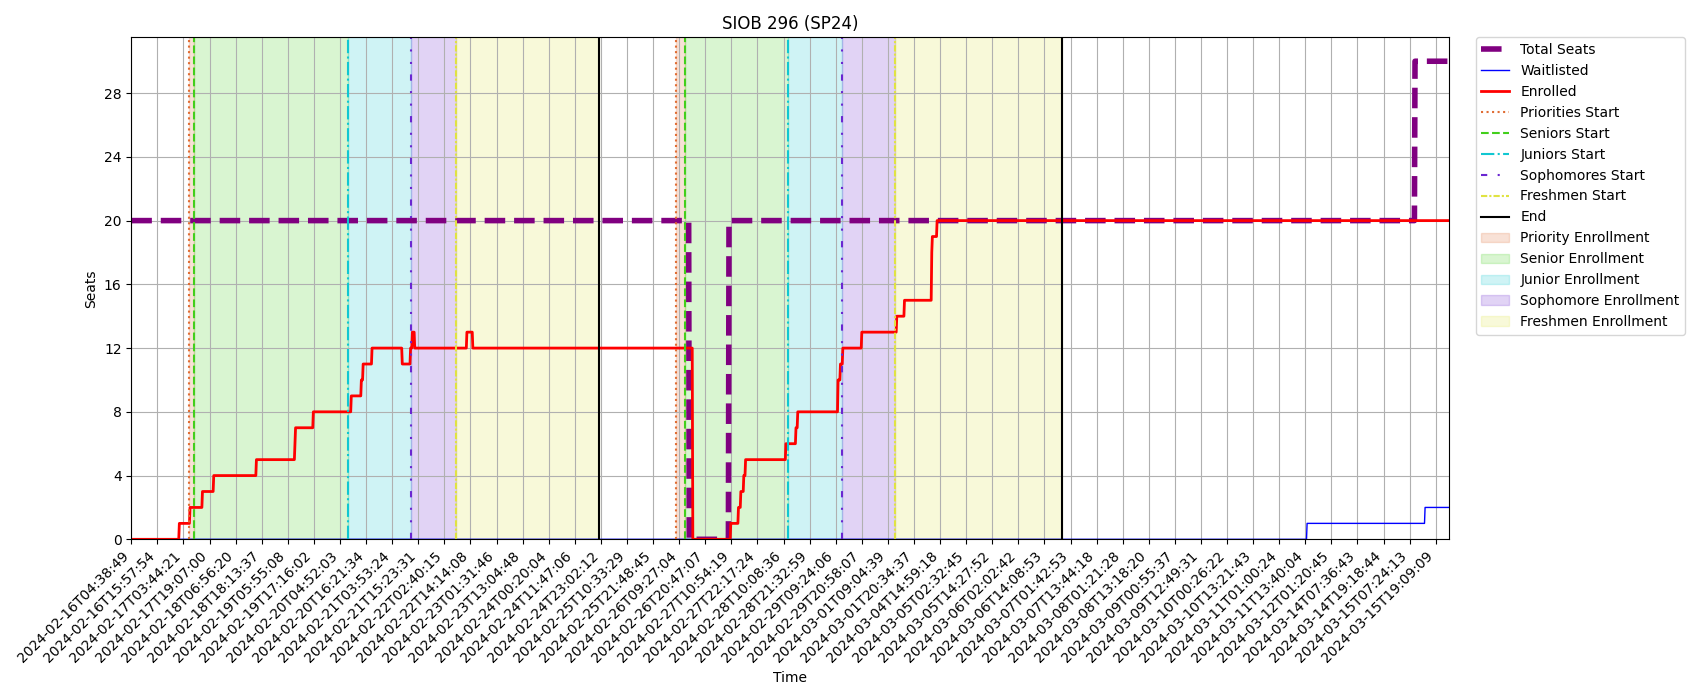 SIOB 296 (SP24)
Seats
28
24
20
16
12
8
4
0
2024-02-16T04:38:49
2024-02-16T15:57:54
2024-02-17T03:44:21
2024-02-17T19:07:00
2024-02-18T06:56:20
2024-02-18T18:13:37
2024-02-19T05:55:08
2024-02-19T17:16:02
2024-02-20T04:52:03
2024-02-20T16:21:34
2024-02-21T03:53:24
2024-02-21T15:23:31
2024-02-22T02:40:15
2024-02-22T14:14:08
2024-02-23T01:31:46
2024-02-23T13:04:48
2024-02-24T00:20:04
2024-02-24T11:47:06
2024-02-24T23:02:12
2024-02-25T10:33:29
2024-02-25T21:48:45
2024-02-26T09:27:04
2024-02-26T20:47:07
2024-02-27T10:54:19
2024-02-27T22:17:24
2024-02-28T10:08:36
2024-02-28T21:32:59
2024-02-29T09:24:06
2024-02-29T20:58:07
2024-03-01T09:04:39
2024-03-01T20:34:37
2024-03-04T14:59:18
2024-03-05T02:32:45
2024-03-05T14:27:52
2024-03-06T02:02:42
2024-03-06T14:08:53
2024-03-07T01:42:53
2024-03-07T13:44:18
2024-03-08T01:21:28
2024-03-08T13:18:20
2024-03-09T00:55:37
2024-03-09T12:49:31
2024-03-10T00:26:22
2024-03-10T13:21:43
2024-03-11T01:00:24
2024-03-11T13:40:04
2024-03-12T01:20:45
2024-03-14T07:36:43
2024-03-14T19:18:44
2024-03-15T07:24:13
2024-03-15T19:09:09
Time
Total Seats
Waitlisted
Enrolled
Priorities Start
Seniors Start
Juniors Start
Sophomores Start
Freshmen Start
End
Priority Enrollment
Senior Enrollment
Junior Enrollment
Sophomore Enrollment
Freshmen Enrollment